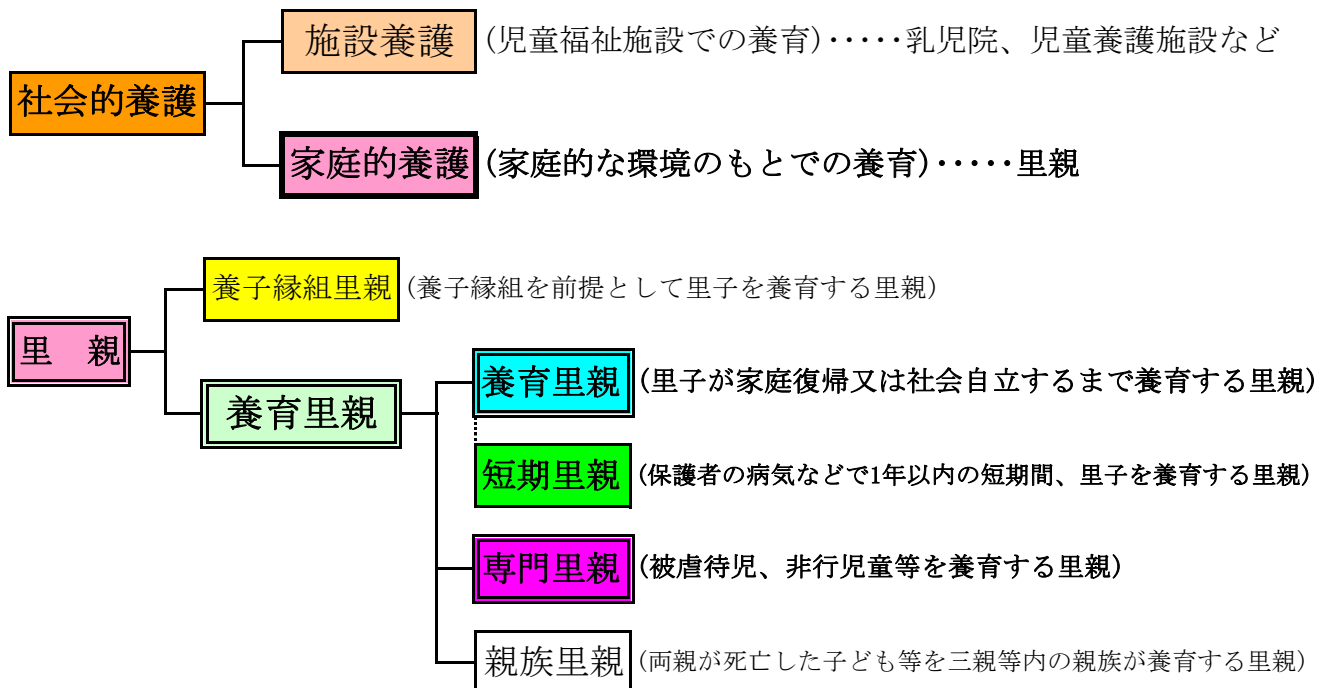 施設養護 (児童福祉施設での養育)・・・・・乳児院、児童養護施設など
社会的養護
家庭的養護 (家庭的な環境のもとでの養育)・・・・・里親
養子縁組里親 (養子縁組を前提として里子を養育する里親)
里　親
養育里親 (里子が家庭復帰又は社会自立するまで養育する里親)
養育里親
短期里親 (保護者の病気などで1年以内の短期間、里子を養育する里親)
専門里親 (被虐待児、非行児童等を養育する里親)
親族里親 (両親が死亡した子ども等を三親等内の親族が養育する里親)